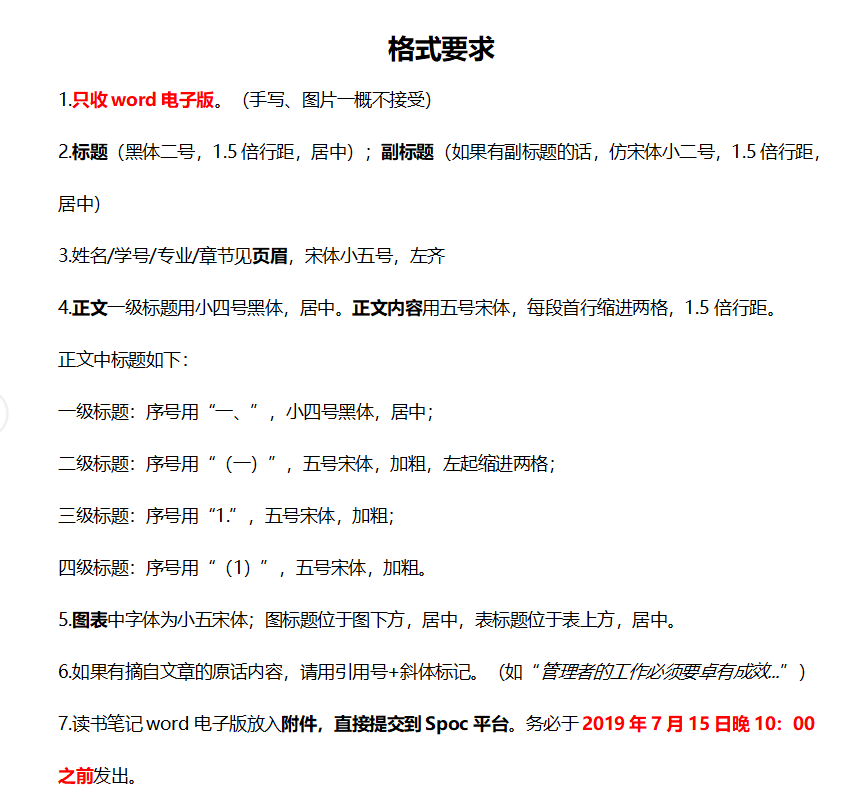 格式要求
1.只收 word 电子版。（手写、图片一概不接受）
2.标题（黑体二号，1.5 倍行距，居中）；副标题（如果有副标题的话，仿宋体小二号，1.5 倍行距，
居中）
3.姓名/学号/专业/章节见页眉，宋体小五号，左齐
4.正文一级标题用小四号黑体，居中。正文内容用五号宋体，每段首行缩进两格，1.5 倍行距。
正文中标题如下：
一级标题：序号用“一、”，小四号黑体，居中；
二级标题：序号用“（一）”，五号宋体，加粗，左起缩进两格；
三级标题：序号用“1.”，五号宋体，加粗；
四级标题：序号用“（1）”，五号宋体，加粗。
5.图表中字体为小五宋体；图标题位于图下方，居中，表标题位于表上方，居中。
6.如果有摘自文章的原话内容，请用引用号+斜体标记。（如“管理者的工作必须要卓有成效...”）
7.读书笔记 word 电子版放入附件，直接提交到 Spoc 平台。务必于 2019 年 7 月 15 日晚 10：00
之前发出。